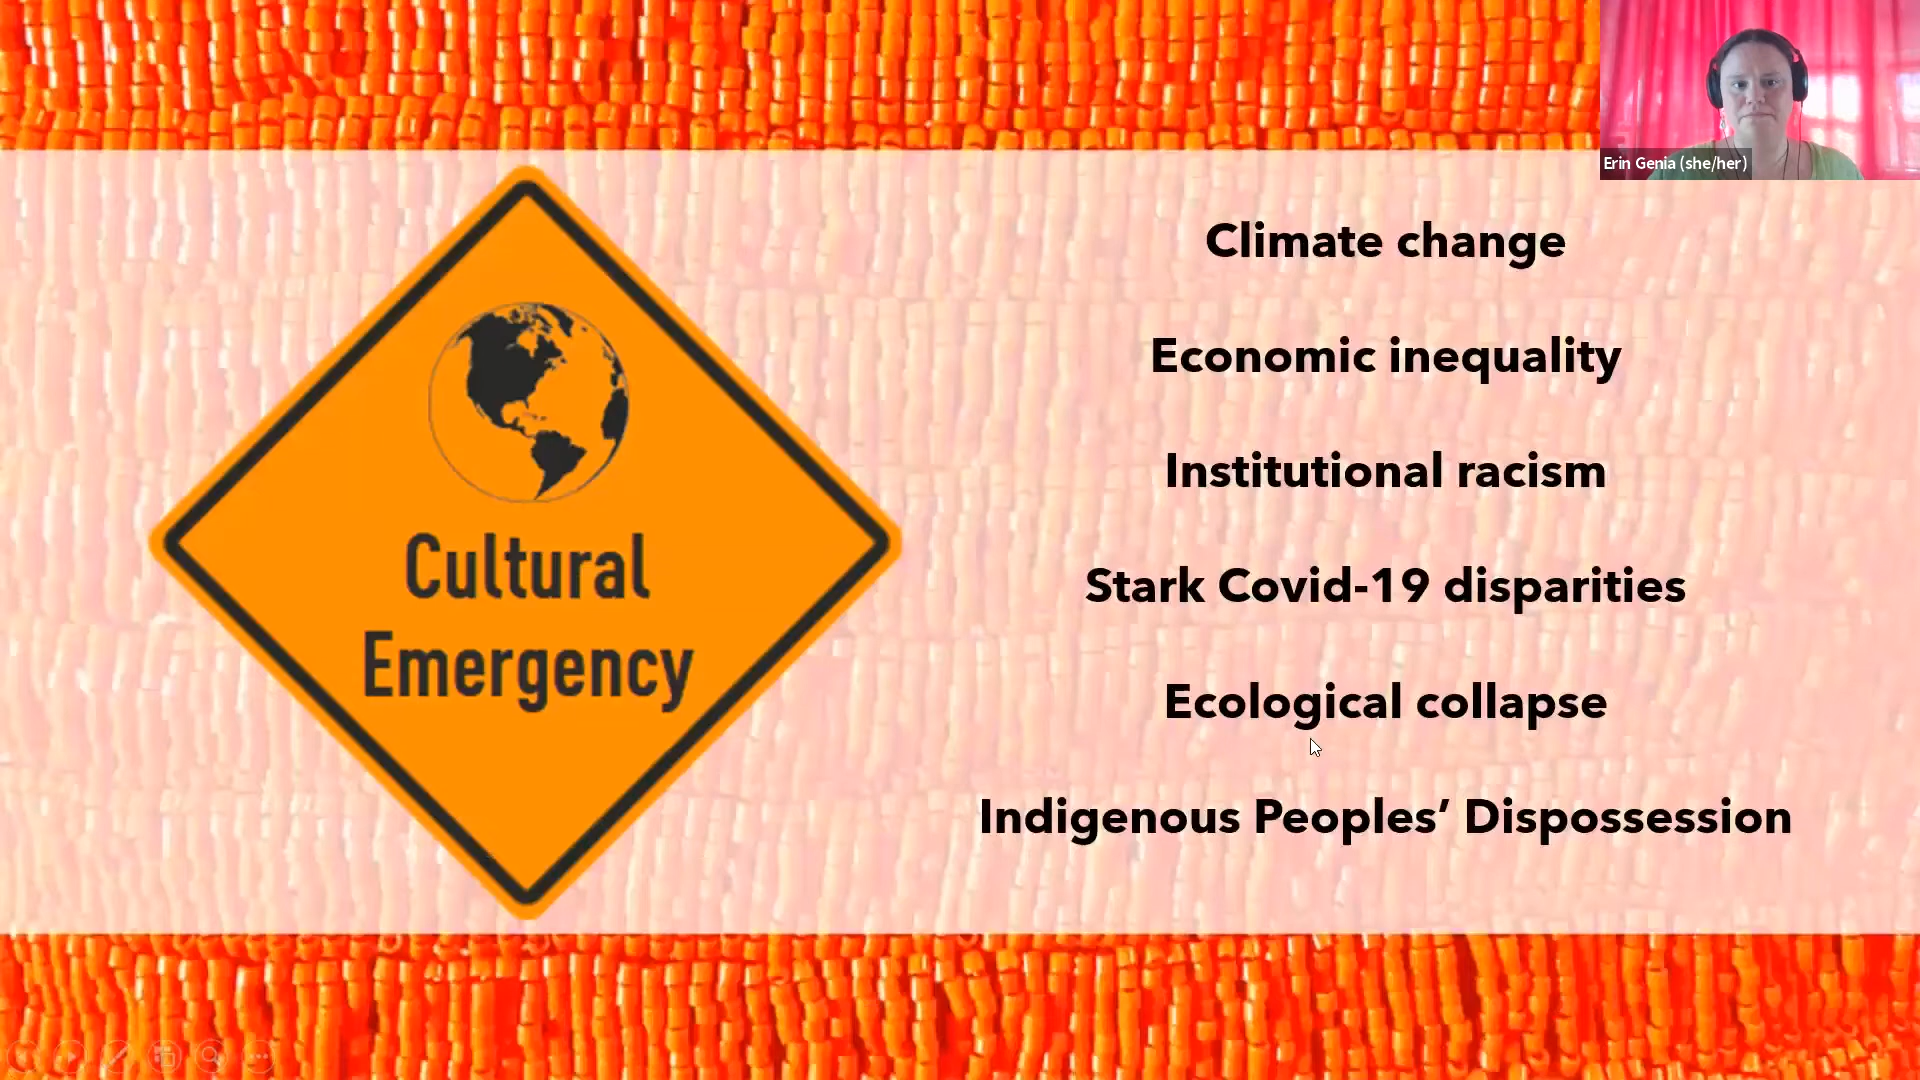 Erin Genia (she/her)
Cultural
Emergency
Climate change
Economic inequality
Institutional racism
Stark Covid-19 disparities
Ecological collapse
Indigenous Peoples’ Dispossession